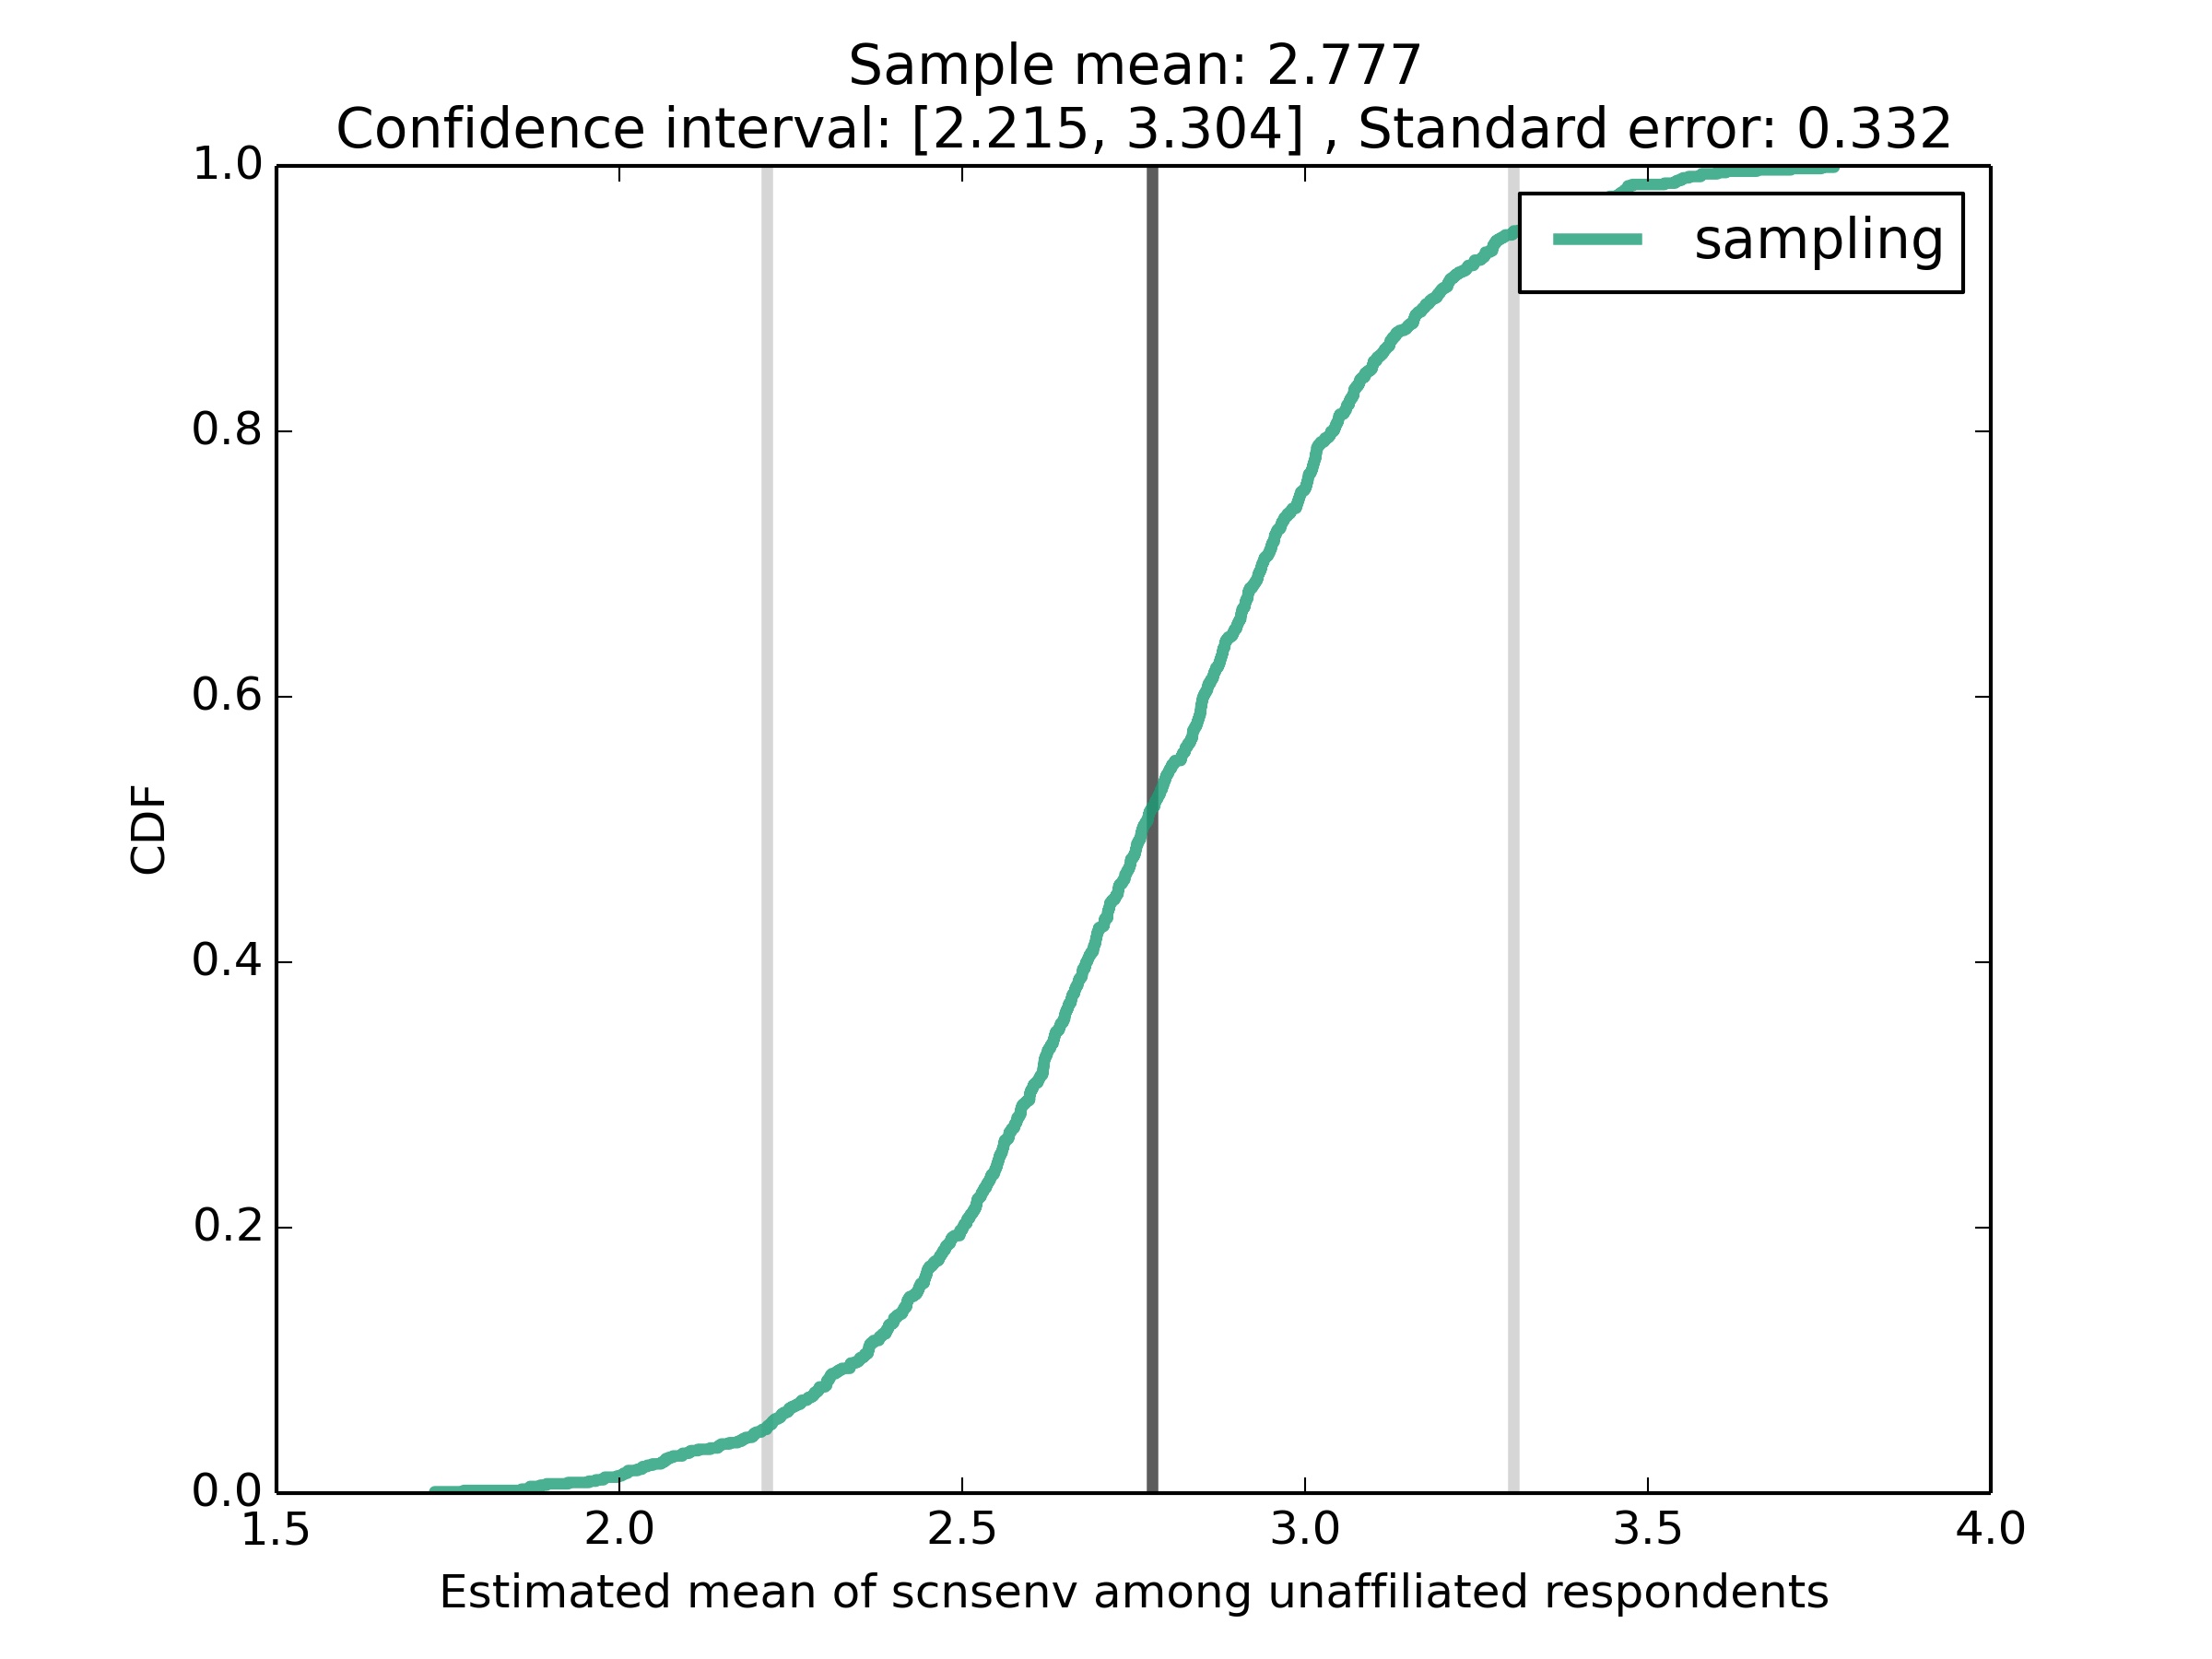 Sample mean: 2.777
Confidence interval: [2.215, 3.304] , Standard error: 0.332
1.0
0.8
0.6
0.4
0.2
0.0
CDF
sampling
1.5 2.0 2.5 3.0 3.5 4.0
Estimated mean of scnsenv among unaffiliated respondents